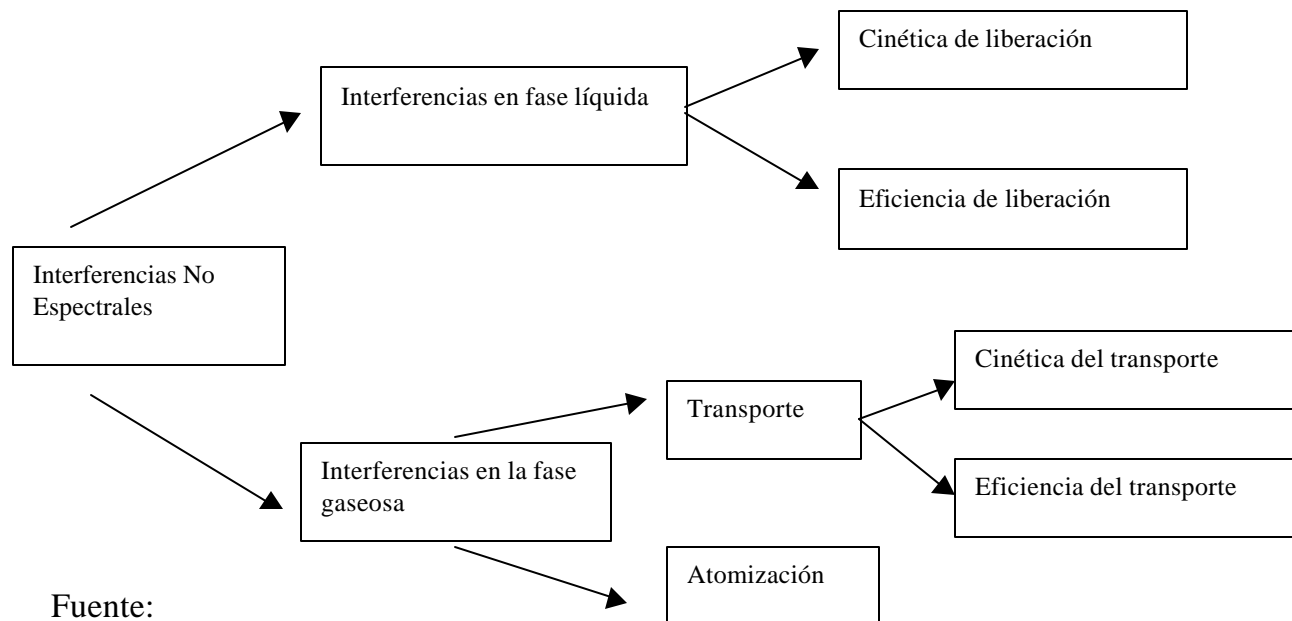 Cinética de liberación
Interferencias en fase líquida
Eficiencia de liberación
Interferencias No
Espectrales
Cinética del transporte
Transporte
Interferencias en la fase
gaseosa
Eficiencia del transporte
Atomización
Fuente: